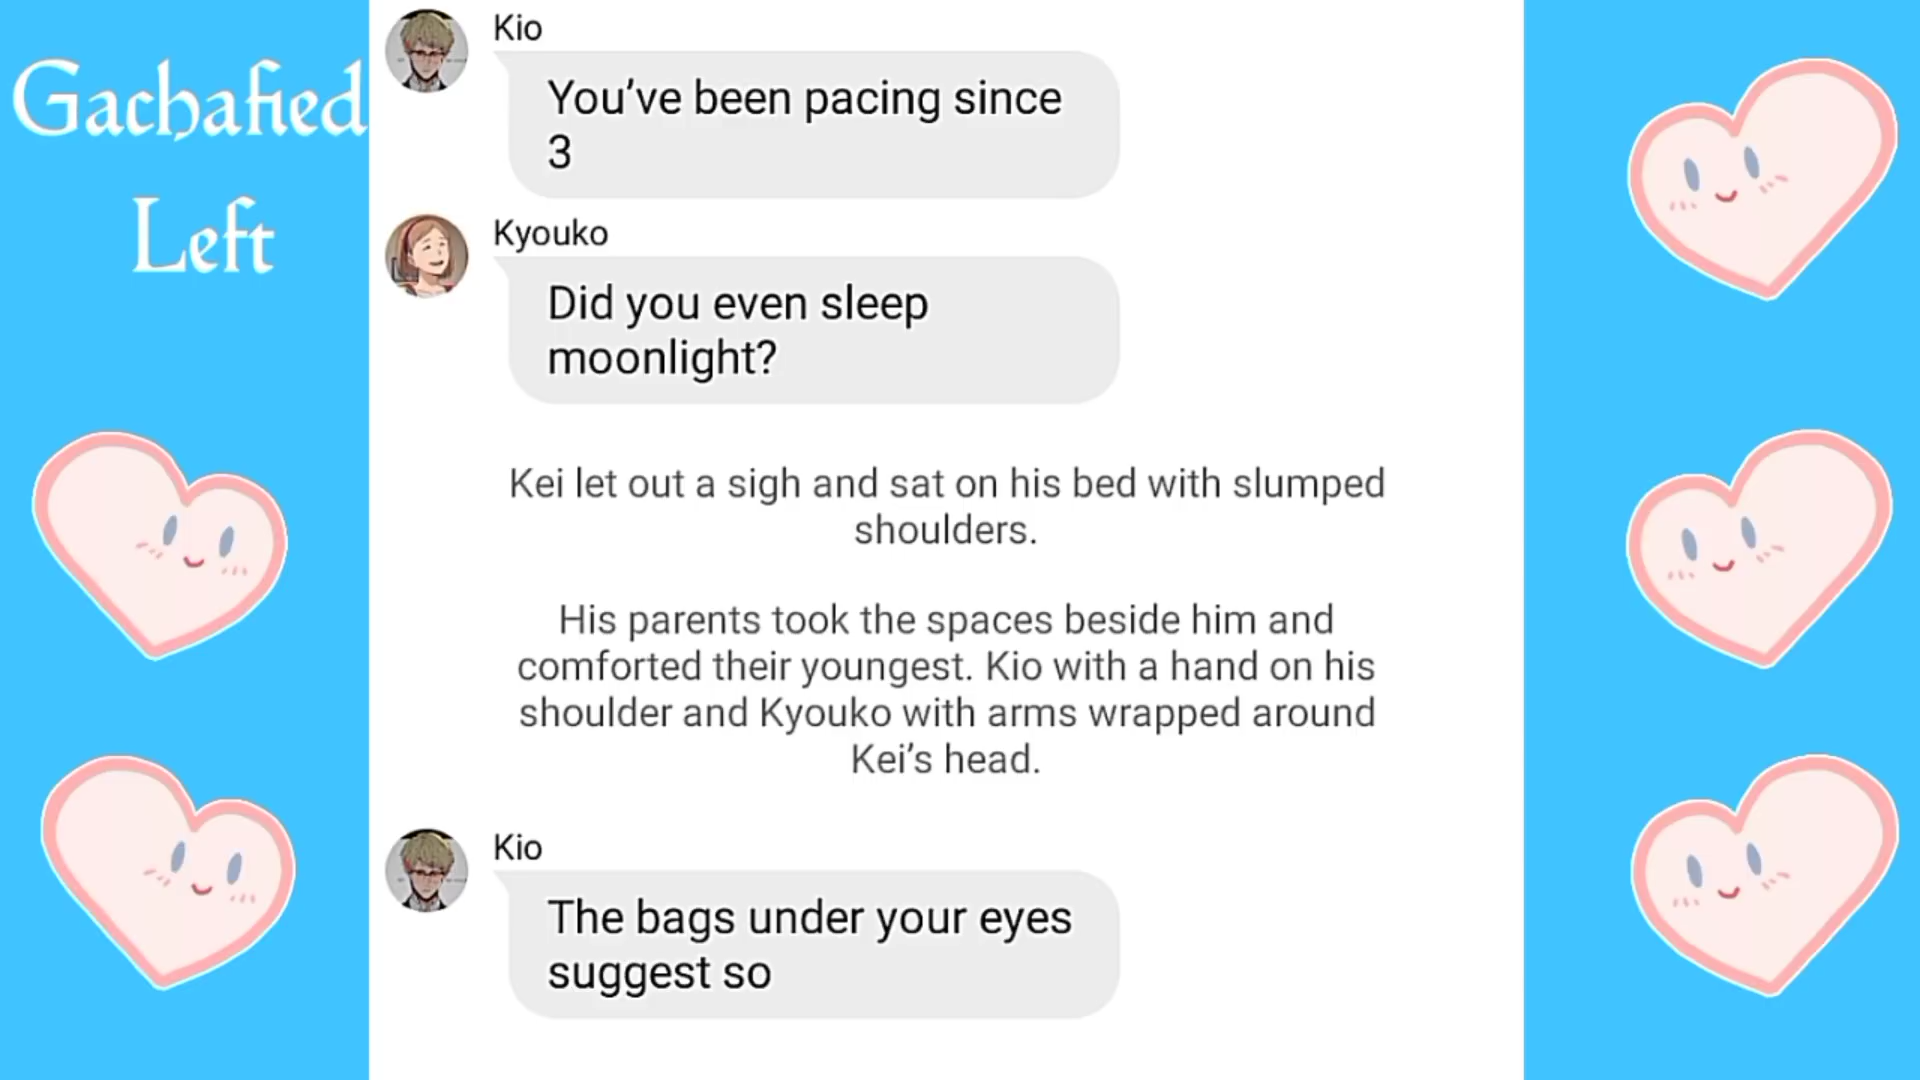 Gachafied
Left
Kio
You’ve been pacing since
3
Kyouko
Did you even sleep
moonlight?
Kei let out a sigh and sat on his bed with slumped
shoulders.
His parents took the spaces beside him and
comforted their youngest. Kio with a hand on his
shoulder and Kyouko with arms wrapped around
Kei’s head.
Kio
The bags under your eyes
suggest so